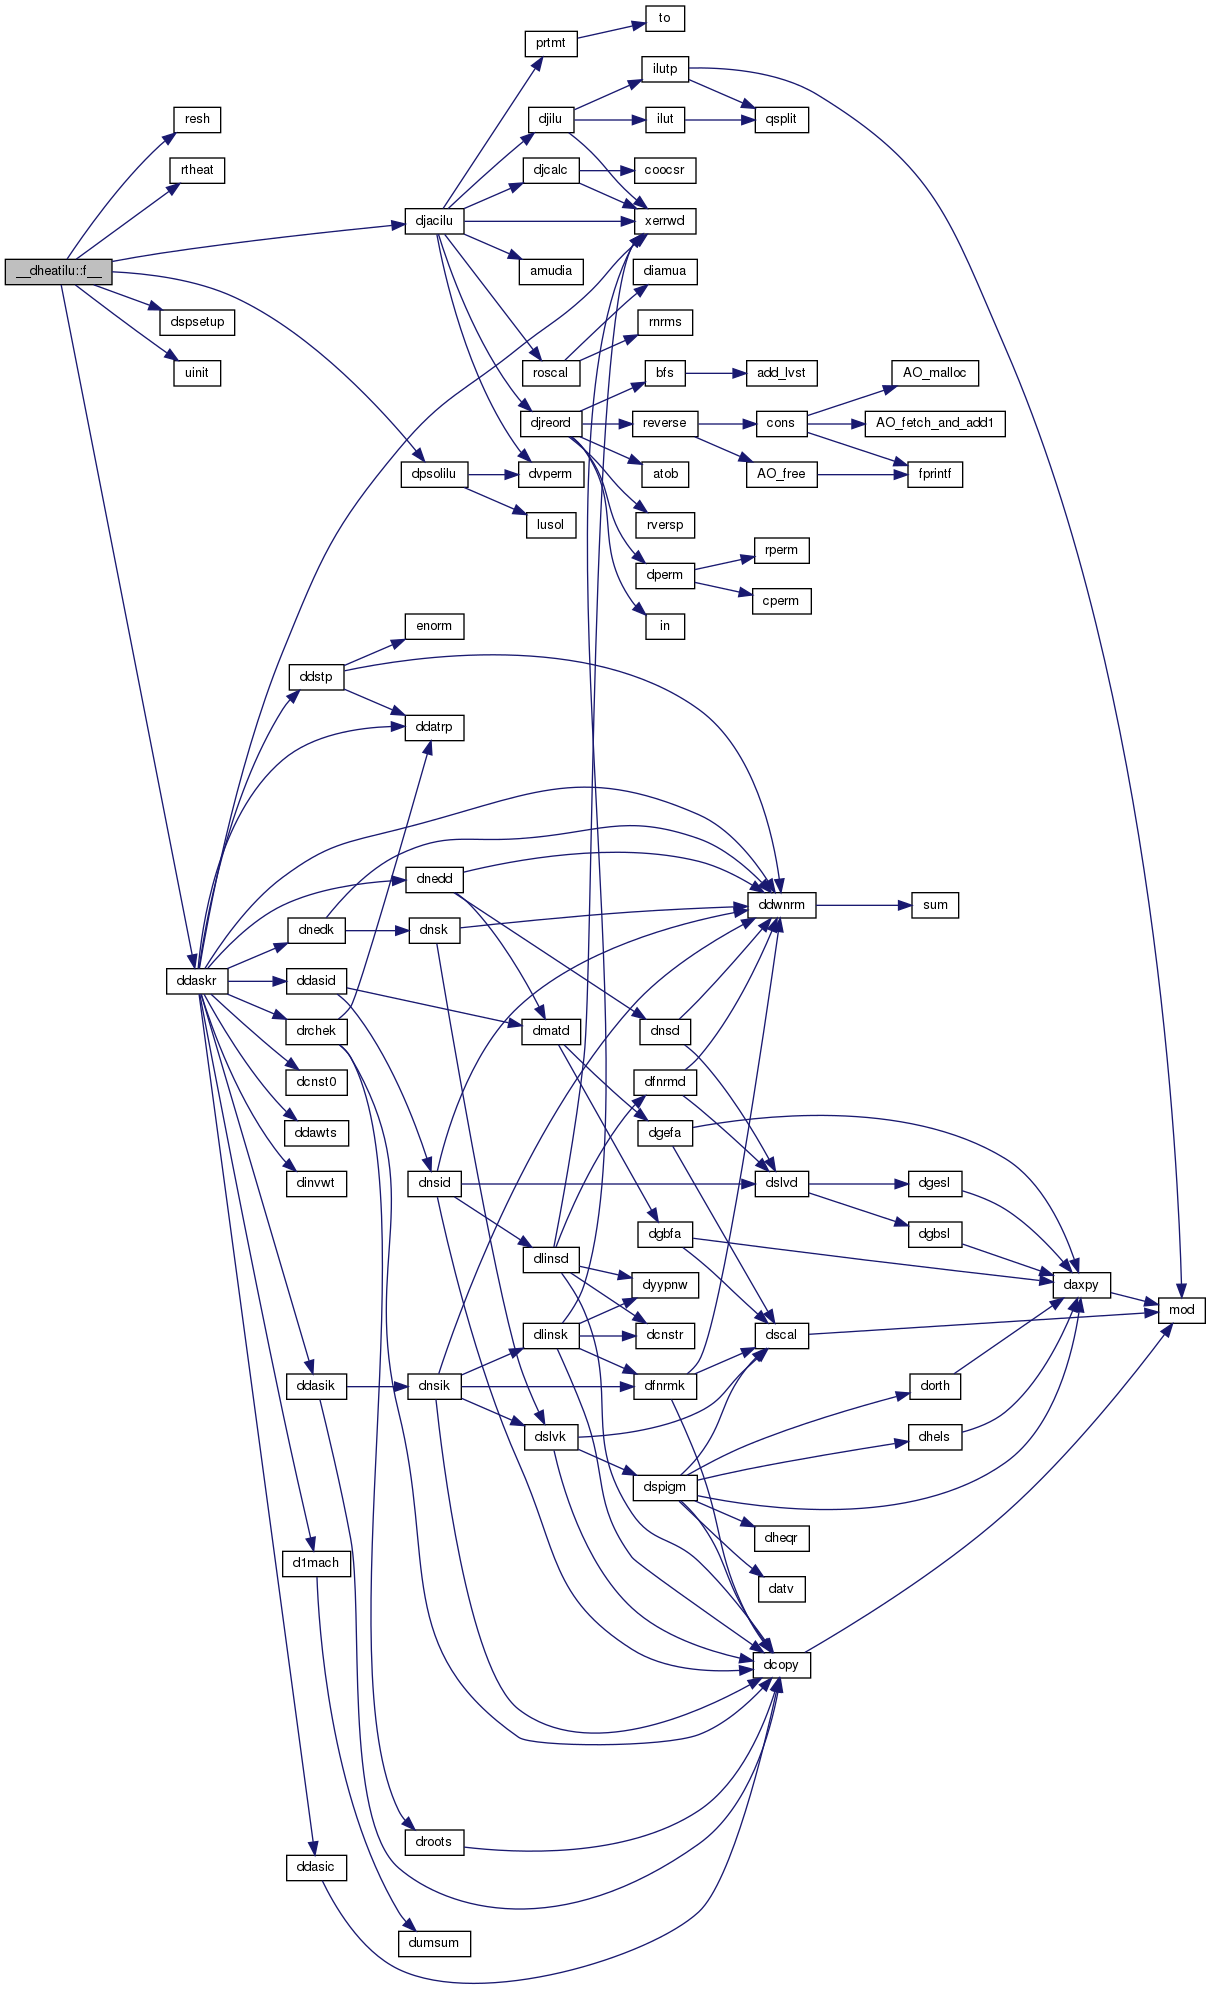 to
prtmt
ilutp
resh
djilu
ilut
qsplit
rtheat
djcalc
coocsr
djacilu
xerrwd
__dheatilu::f__
amudia
diamua
dspsetup
rnrms
uinit
roscal
bfs
add_lvst
AO_malloc
djreord
reverse
cons
AO_fetch_and_add1
dpsolilu
dvperm
atob
AO_free
fprintf
lusol
rversp
rperm
dperm
cperm
enorm
in
ddstp
ddatrp
dnedd
ddwnrm
sum
dnedk
dnsk
ddaskr
ddasid
drchek
dmatd
dnsd
dcnst0
dfnrmd
ddawts
dgefa
dinvwt
dnsid
dslvd
dgesl
dgbfa
dgbsl
dlinsd
dyypnw
daxpy
mod
dlinsk
dcnstr
dscal
ddasik
dnsik
dfnrmk
dorth
dslvk
dhels
dspigm
dheqr
d1mach
datv
dcopy
droots
ddasic
dumsum